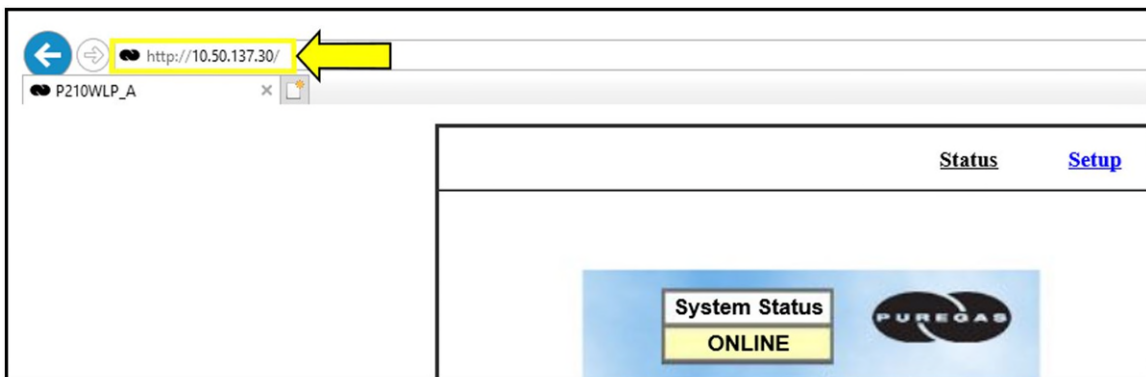 http://10.50.137.30/
P210WLP_A
Status Setup
System Status
ONLINE
PUREGAS